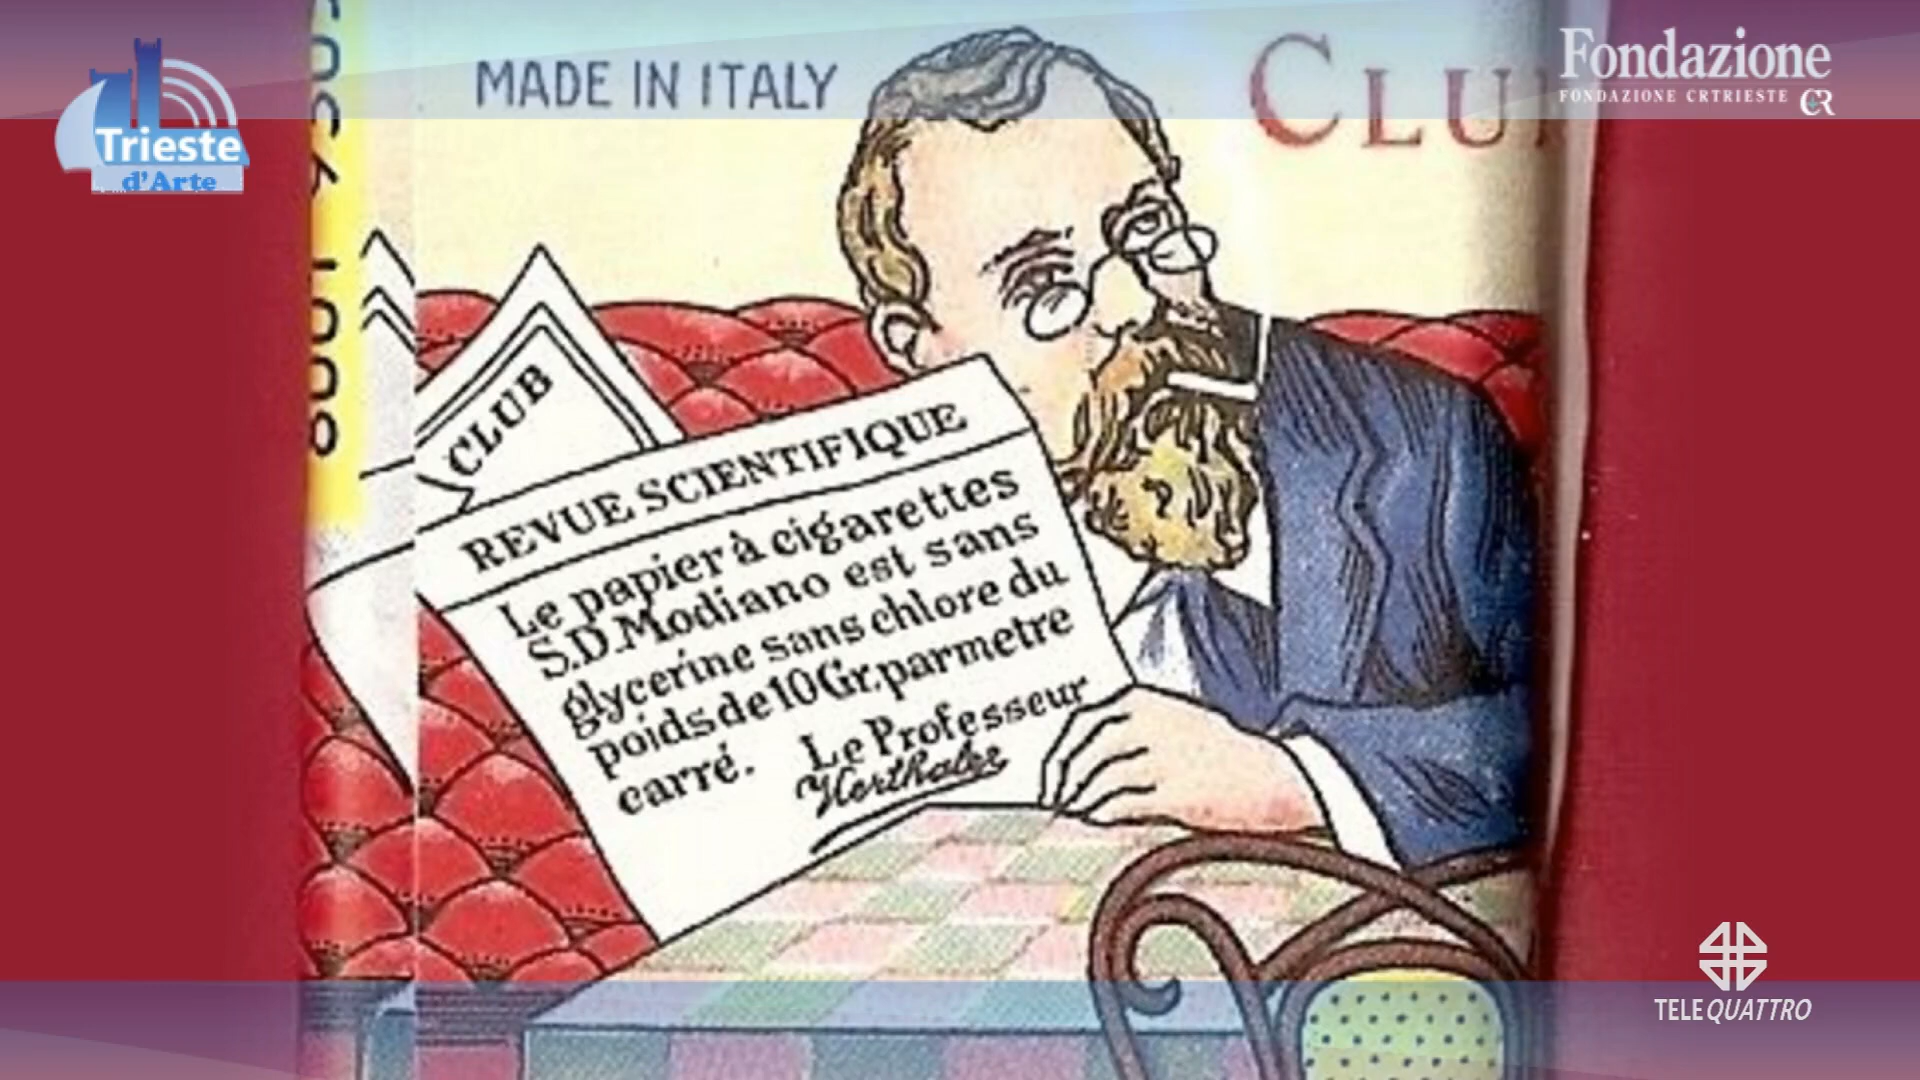 MADE IN ITALY
CLU
Trieste
d'Arte
Fondazione
FONDAZIONE CRTRIESTE
CLUB
REVUE SCIENTIFIQUE
Le papier à cigarettes
S.D. Modiano est sans
glycerine sans chlore du
poids de 10 Gr. par metre
carré. Le Professeur
TELEQUATTRO